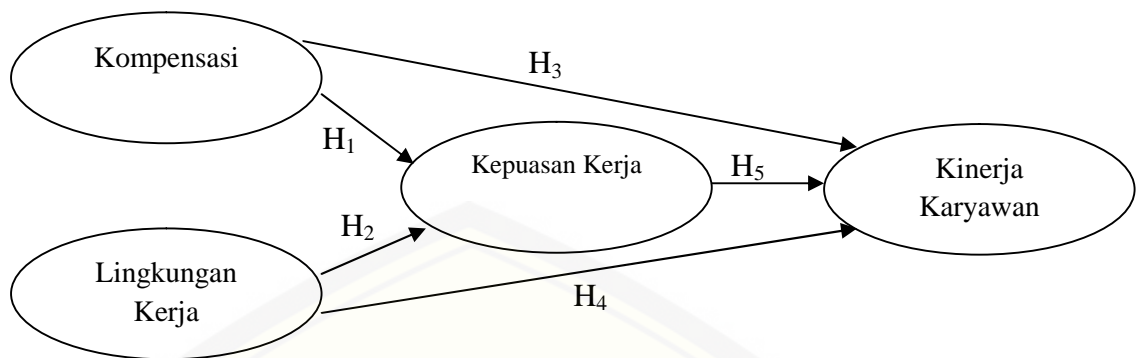 Kompensasi
H₃
H₁
Kepuasan Kerja
H₅
Kinerja
Karyawan
H₂
Lingkungan
Kerja
H₄